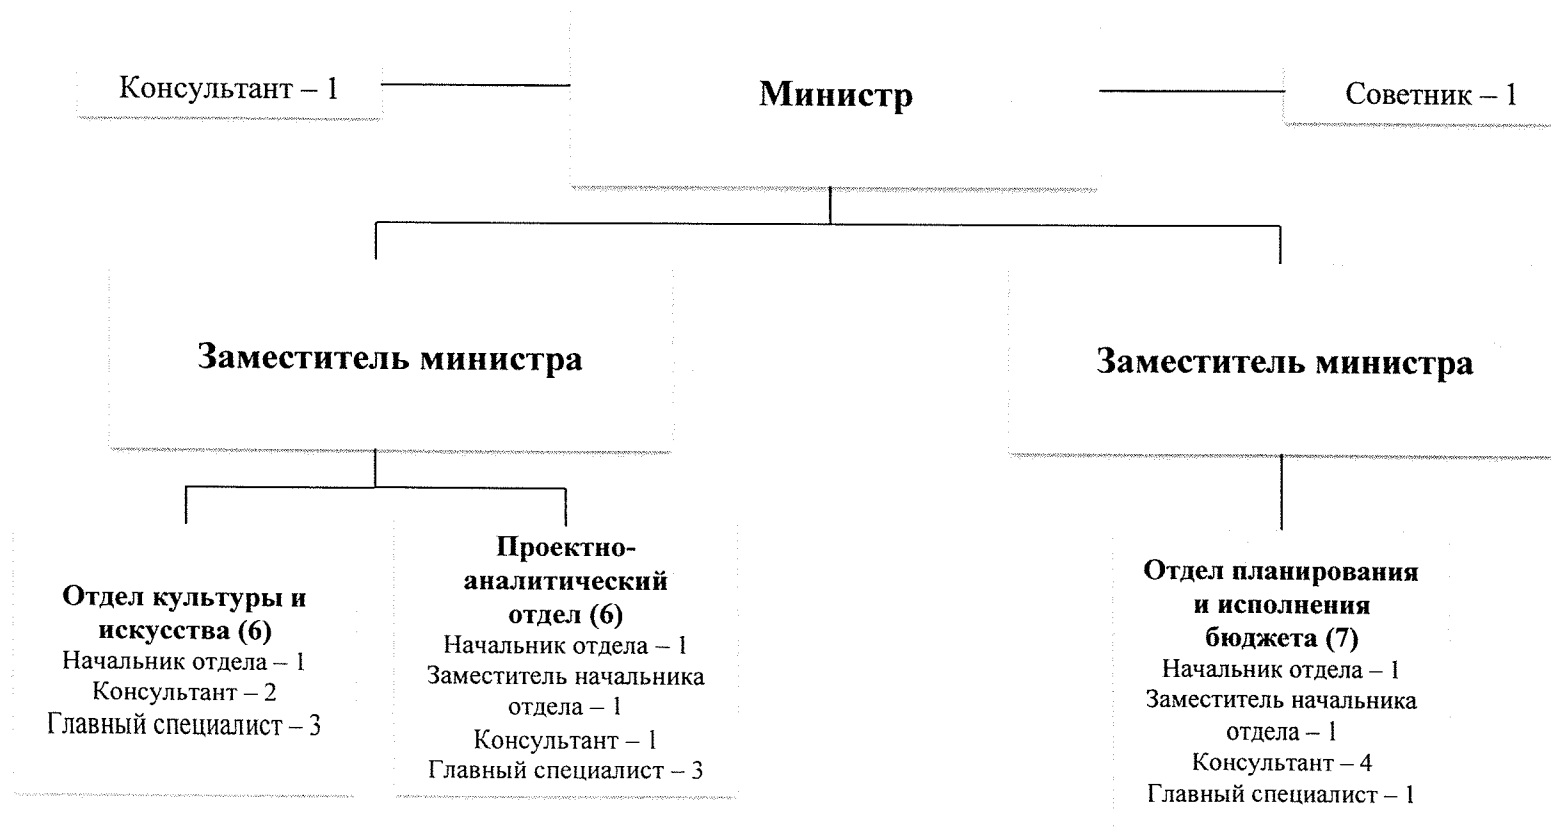 Консультант – 1
Министр
Советник – 1
Заместитель министра
Заместитель министра
Отдел культуры и
искусства (6)
Начальник отдела – 1
Консультант – 2
Главный специалист – 3
Проектно-
аналитический
отдел (6)
Начальник отдела – 1
Заместитель начальника
отдела – 1
Консультант – 1
Главный специалист – 3
Отдел планирования
и исполнения
бюджета (7)
Начальник отдела – 1
Заместитель начальника
отдела – 1
Консультант – 4
Главный специалист – 1